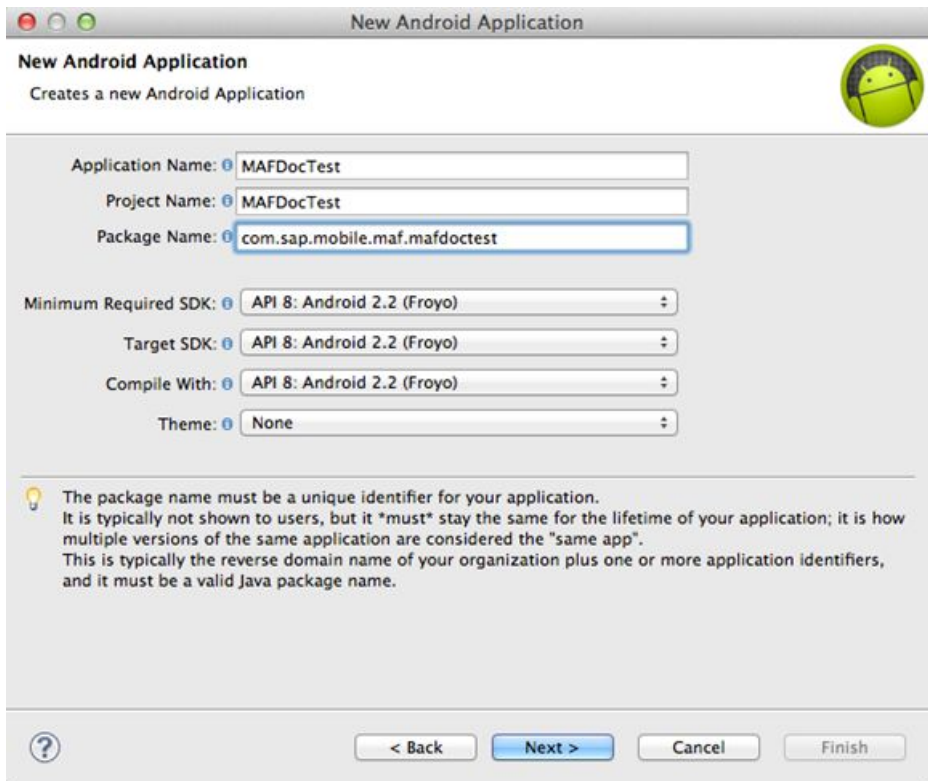 New Android Application
New Android Application
Creates a new Android Application
Application Name: MAFDocTest
Project Name: MAFDocTest
Package Name: com.sap.mobile.maf.mafdoctest
Minimum Required SDK: API 8: Android 2.2 (Froyo)
Target SDK: API 8: Android 2.2 (Froyo)
Compile With: API 8: Android 2.2 (Froyo)
Theme: None
The package name must be a unique identifier for your application.
It is typically not shown to users, but it *must* stay the same for the lifetime of your application; it is how
multiple versions of the same application are considered the "same app".
This is typically the reverse domain name of your organization plus one or more application identifiers,
and it must be a valid Java package name.
? < Back Next > Cancel Finish